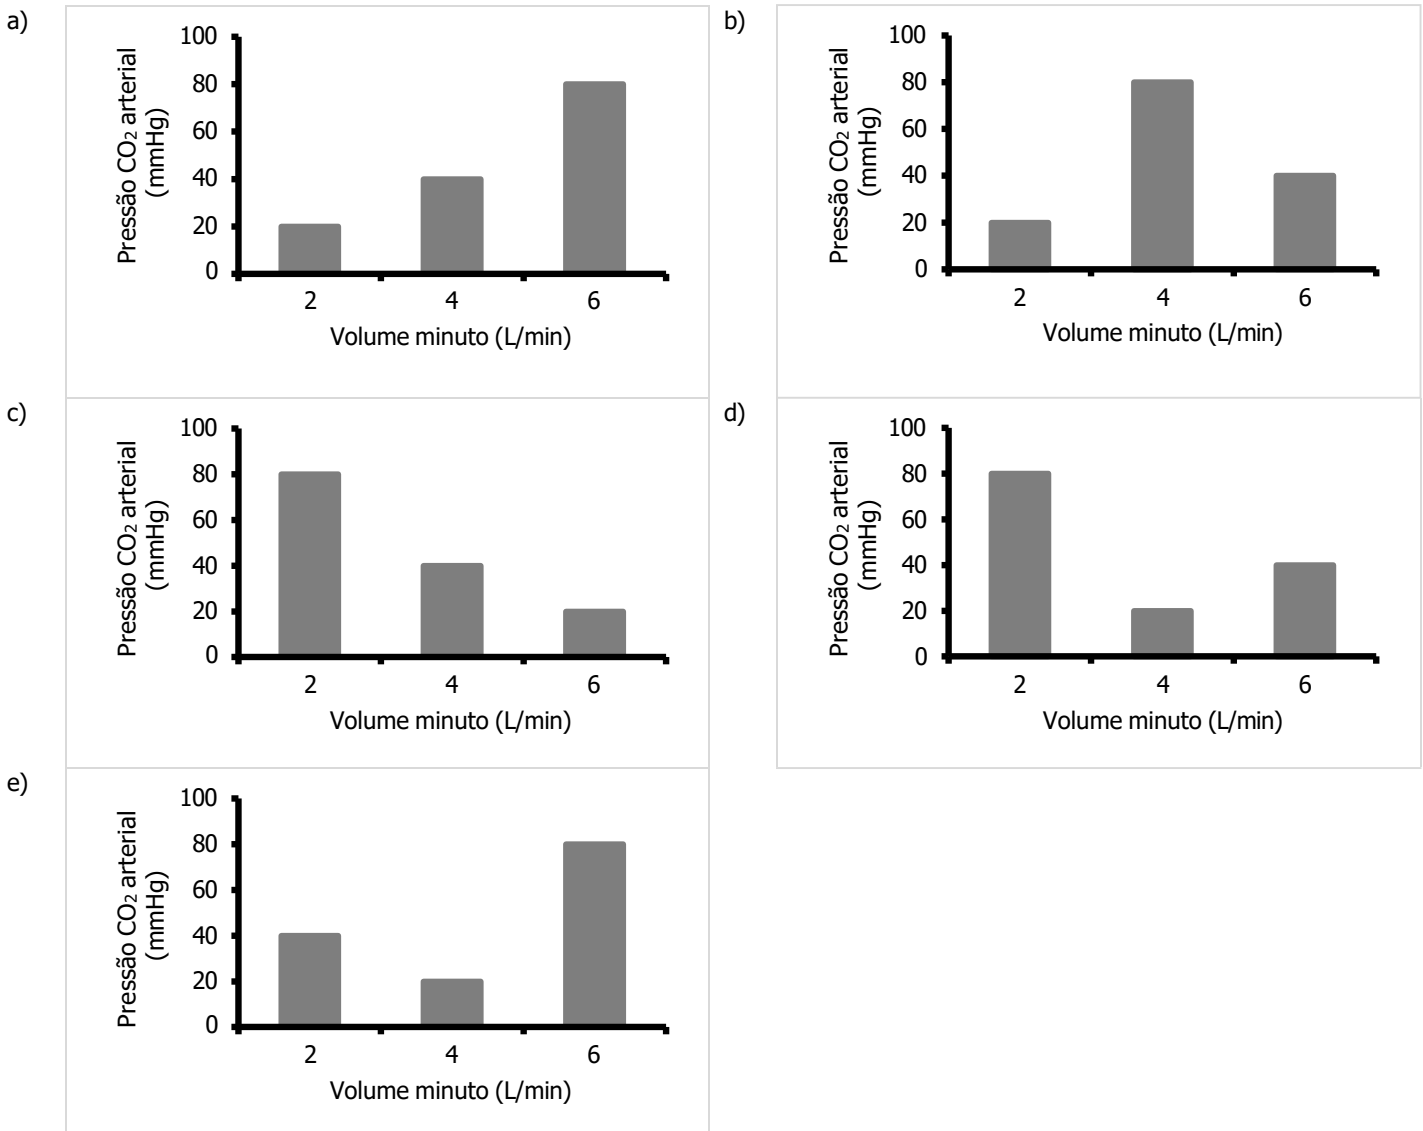 a)
Pressão CO₂ arterial
(mmHg)
100
80
60
40
20
0
2 4 6
Volume minuto (L/min)
b)
Pressão CO₂ arterial
(mmHg)
100
80
60
40
20
0
2 4 6
Volume minuto (L/min)
c)
Pressão CO₂ arterial
(mmHg)
100
80
60
40
20
0
2 4 6
Volume minuto (L/min)
d)
Pressão CO₂ arterial
(mmHg)
100
80
60
40
20
0
2 4 6
Volume minuto (L/min)
e)
Pressão CO₂ arterial
(mmHg)
100
80
60
40
20
0
2 4 6
Volume minuto (L/min)